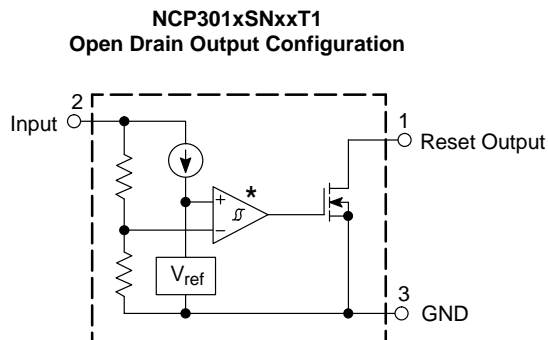 NCP301xSNxxT1
Open Drain Output Configuration
2
Input
1
Reset Output
*
+
−
Vref
3
GND